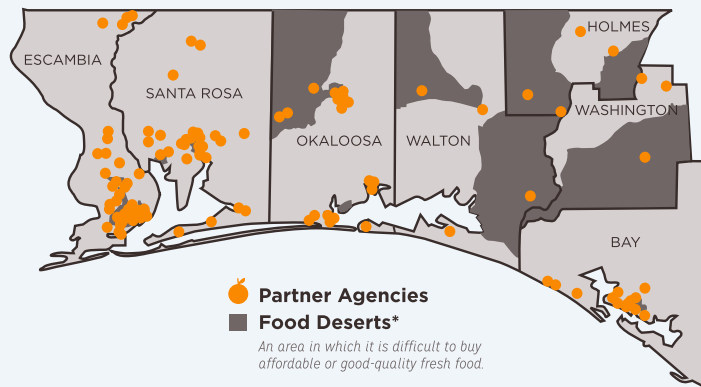 HOLMES
ESCAMBIA
SANTA ROSA
WASHINGTON
OKALOOSA
WALTON
BAY
Partner Agencies
Food Deserts*
An area in which it is difficult to buy
affordable or good-quality fresh food.